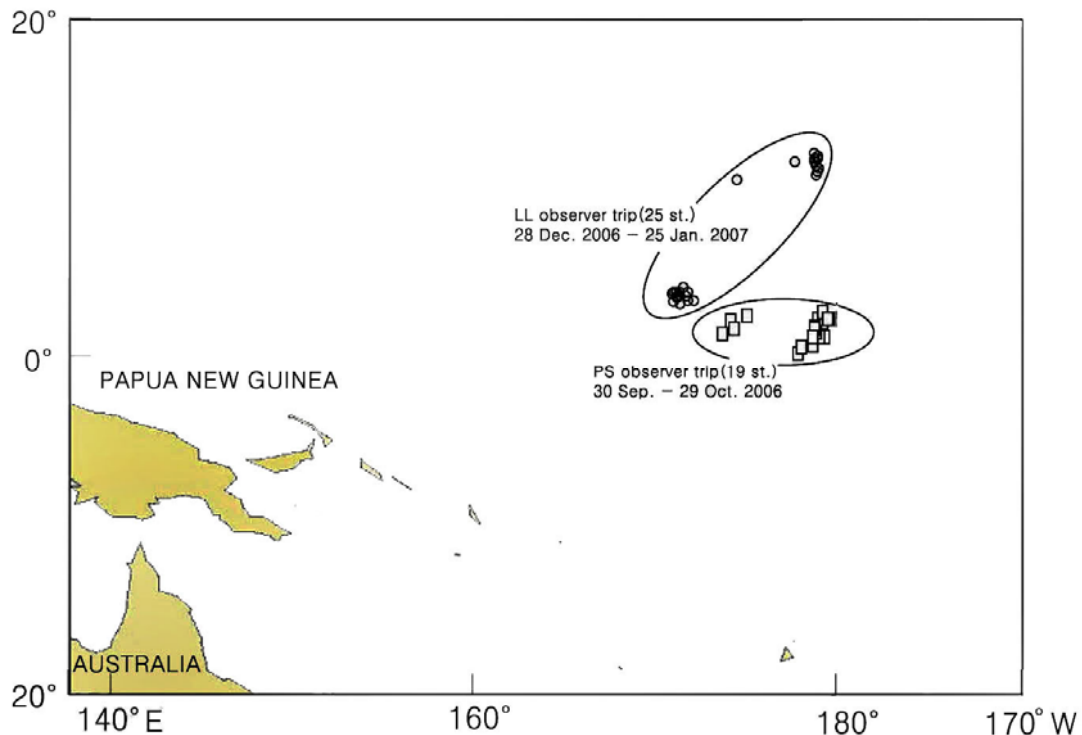 20°
LL observer trip(25 st.)
28 Dec. 2006 – 25 Jan. 2007
0°
PS observer trip(19 st.)
30 Sep. – 29 Oct. 2006
PAPUA NEW GUINEA
AUSTRALIA
20°
140° E
160°
180°
170° W